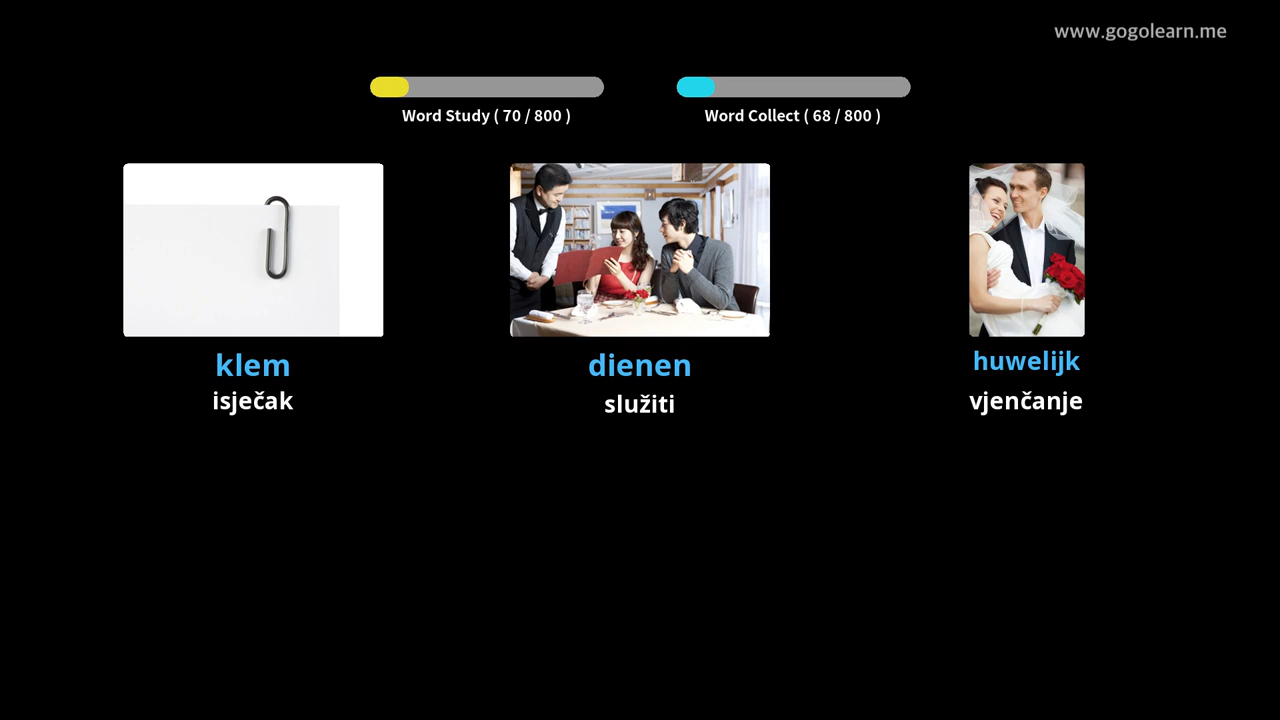 www.gogolearn.me
Word Study ( 70 / 800 )
Word Collect ( 68 / 800 )
klem
isječak
dienen
služiti
huwelijk
vjenčanje